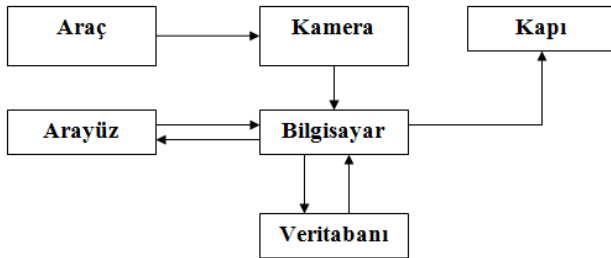 Araç
Kamera
Kapı
Arayüz
Bilgisayar
Veritabanı